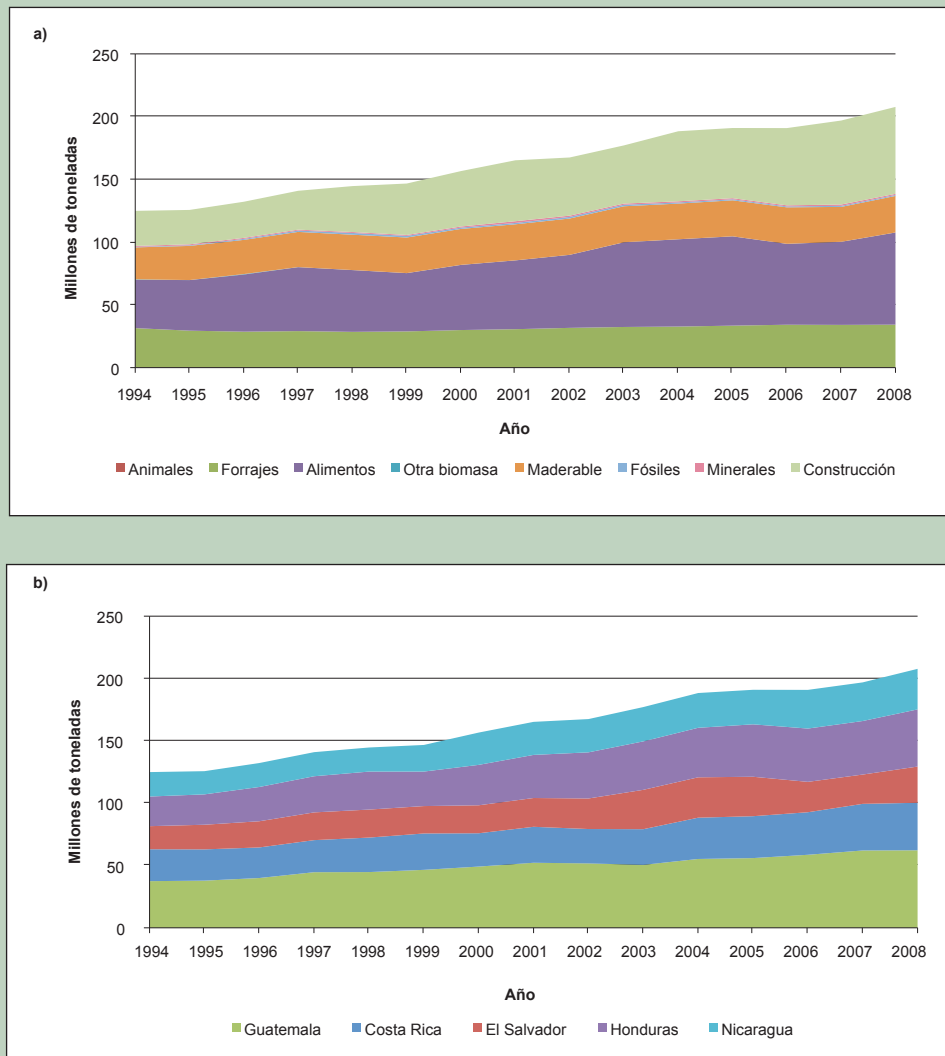 a)
250
200
150
100
50
0
Millones de toneladas
1994 1995 1996 1997 1998 1999 2000 2001 2002 2003 2004 2005 2006 2007 2008
Año
Animales Forrajes Alimentos Otra biomasa Maderable Fósiles Minerales Construcción
b)
250
200
150
100
50
0
Millones de toneladas
1994 1995 1996 1997 1998 1999 2000 2001 2002 2003 2004 2005 2006 2007 2008
Año
Guatemala Costa Rica El Salvador Honduras Nicaragua